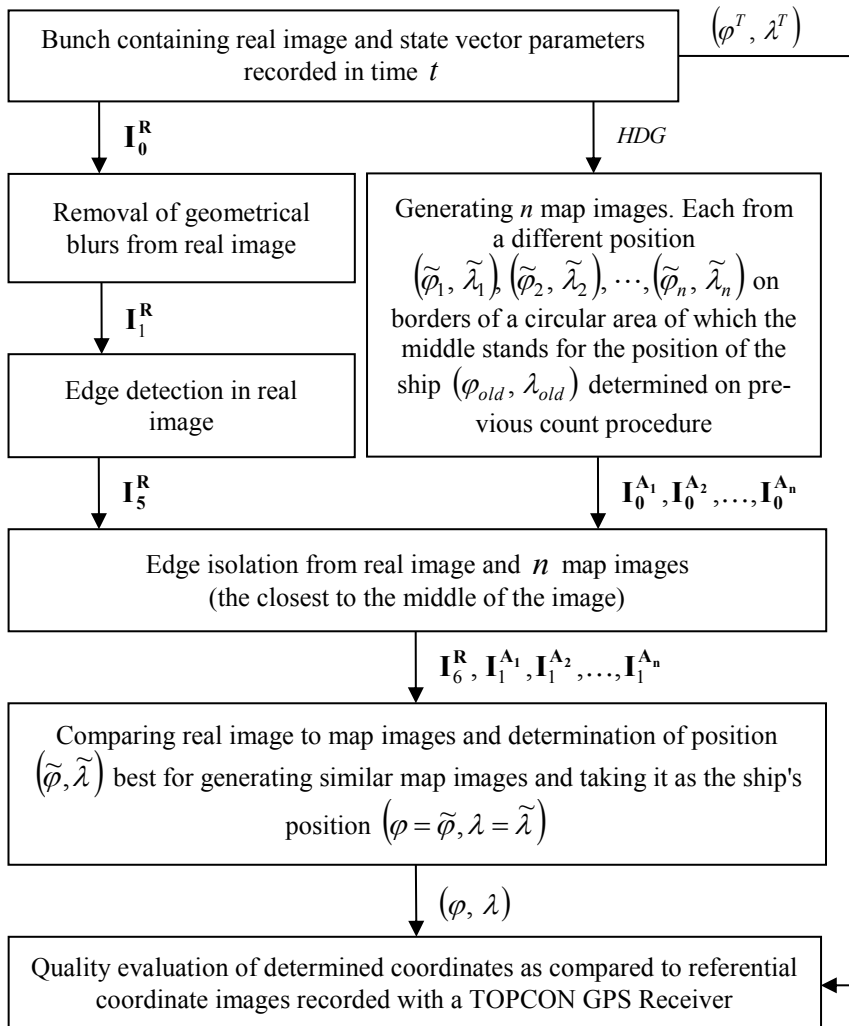 Bunch containing real image and state vector parameters
recorded in time t
(φ^T, λ^T)
I_0^R
HDG
Removal of geometrical
blurs from real image
Generating n map images. Each from
a different position
(φ̃_1, λ̃_1), (φ̃_2, λ̃_2), ⋯, (φ̃_n, λ̃_n) on
borders of a circular area of which the
middle stands for the position of the
ship (φ_old, λ_old) determined on pre-
vious count procedure
I_1^R
Edge detection in real
image
I_5^R
I_0^A_1, I_0^A_2, …, I_0^A_n
Edge isolation from real image and n map images
(the closest to the middle of the image)
I_6^R, I_1^A_1, I_1^A_2, …, I_1^A_n
Comparing real image to map images and determination of position
(φ̃, λ̃) best for generating similar map images and taking it as the ship's
position (φ = φ̃, λ = λ̃)
(φ, λ)
Quality evaluation of determined coordinates as compared to referential
coordinate images recorded with a TOPCON GPS Receiver